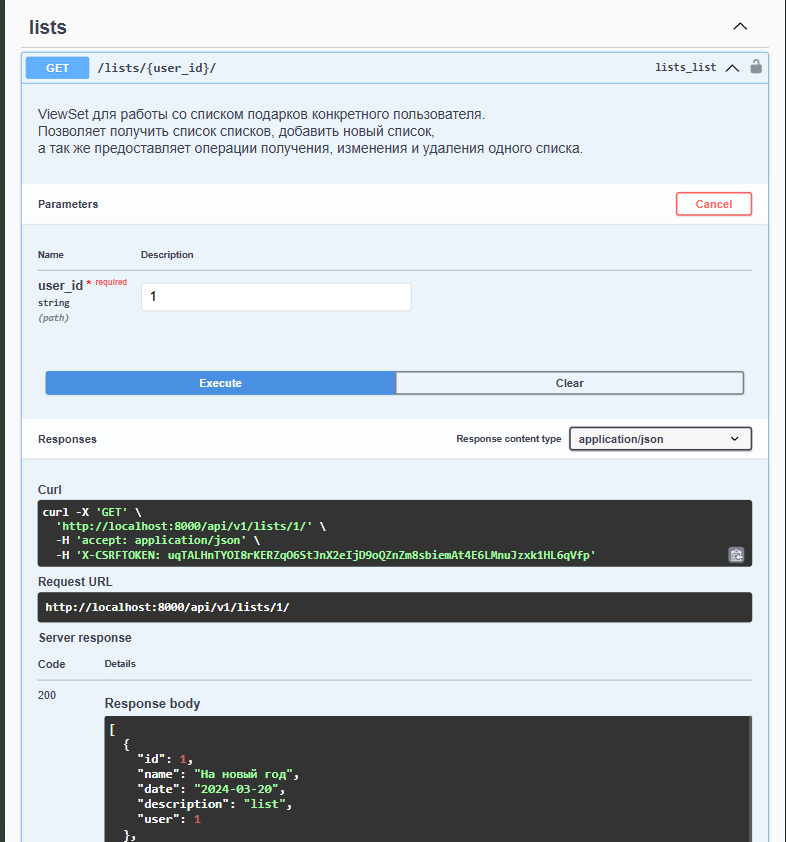 lists
GET /lists/{user_id}/ lists_list
ViewSet для работы со списком подарков конкретного пользователя.
Позволяет получить список списков, добавить новый список,
а так же предоставляет операции получения, изменения и удаления одного списка.
Parameters Cancel
Name Description
user_id * required
string
(path)
1
Execute Clear
Responses Response content type application/json
Curl
curl -X 'GET' \
'http://localhost:8000/api/v1/lists/1/' \
-H 'accept: application/json' \
-H 'X-CSRFTOKEN: uqTALHnTYOI8rKERZqO6StJnX2eIjD9oQZnZm8sbiemAt4E6LMnuJzxk1HL6qVfp'
Request URL
http://localhost:8000/api/v1/lists/1/
Server response
Code Details
200
Response body
[
{
"id": 1,
"name": "На новый год",
"date": "2024-03-20",
"description": "list",
"user": 1
},